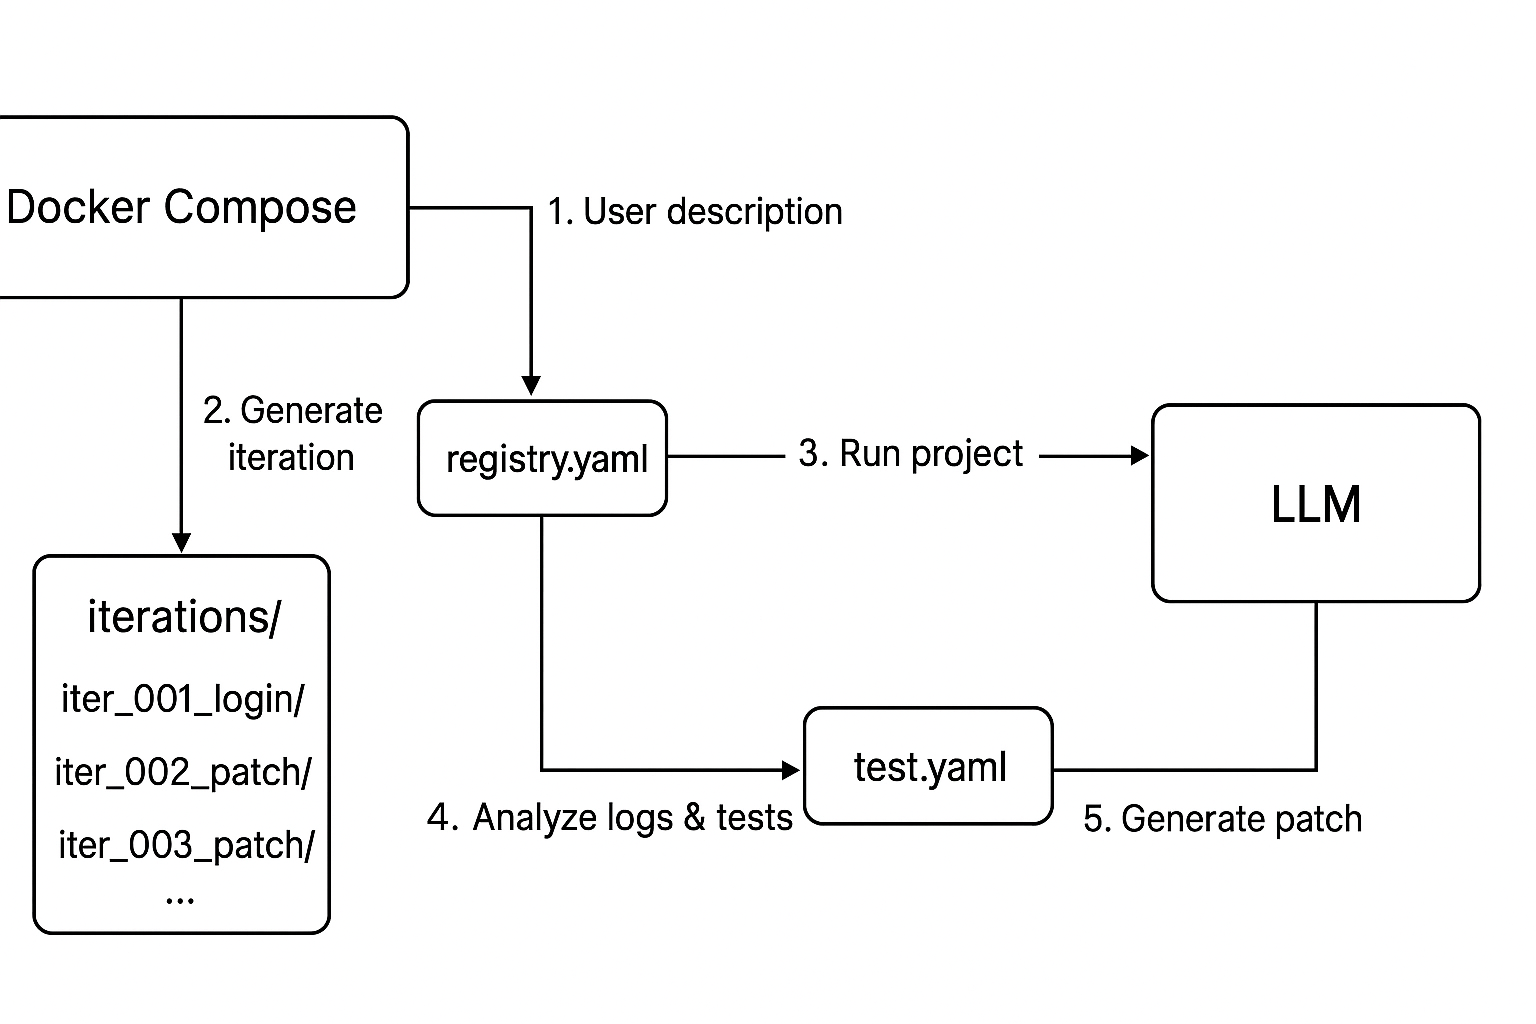 Docker Compose
1. User description
2. Generate
iteration
registry.yaml
3. Run project
LLM
iterations/
iter_001_login/
iter_002_patch/
iter_003_patch/
...
test.yaml
4. Analyze logs & tests
5. Generate patch